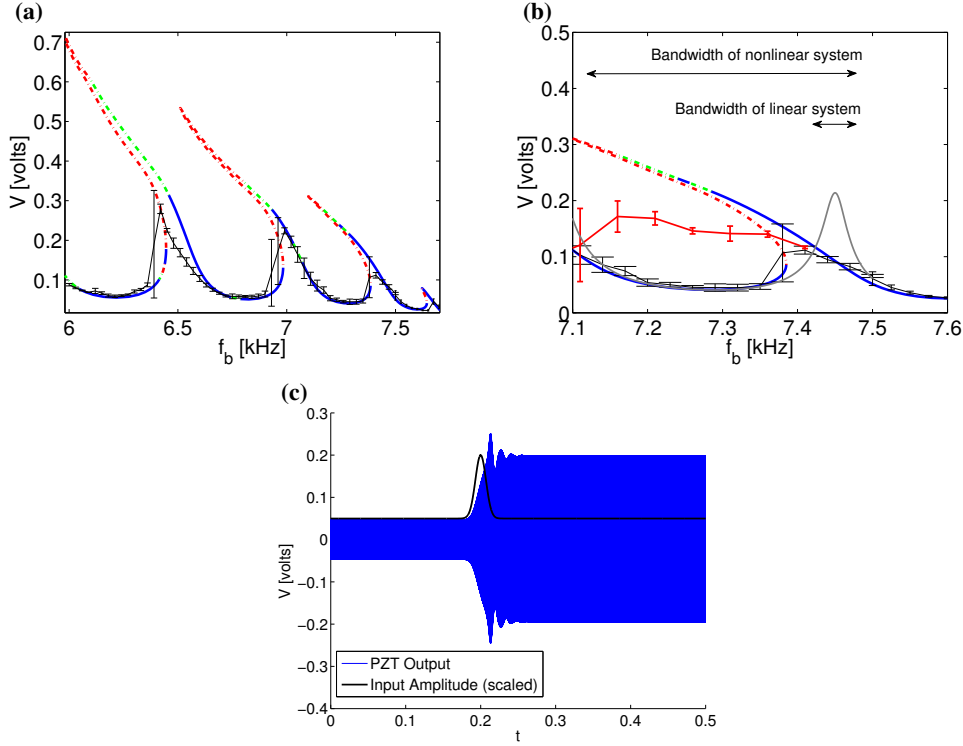 (a)
0.7
0.6
0.5
0.4
0.3
0.2
0.1
V [volts]
6
6.5
7
7.5
f_b [kHz]
(b)
Bandwidth of nonlinear system
Bandwidth of linear system
0.5
0.4
0.3
0.2
0.1
0
V [volts]
7.1
7.2
7.3
7.4
7.5
7.6
f_b [kHz]
(c)
0.3
0.2
0.1
0
−0.1
−0.2
−0.3
−0.4
V [volts]
PZT Output
Input Amplitude (scaled)
0
0.1
0.2
0.3
0.4
0.5
t